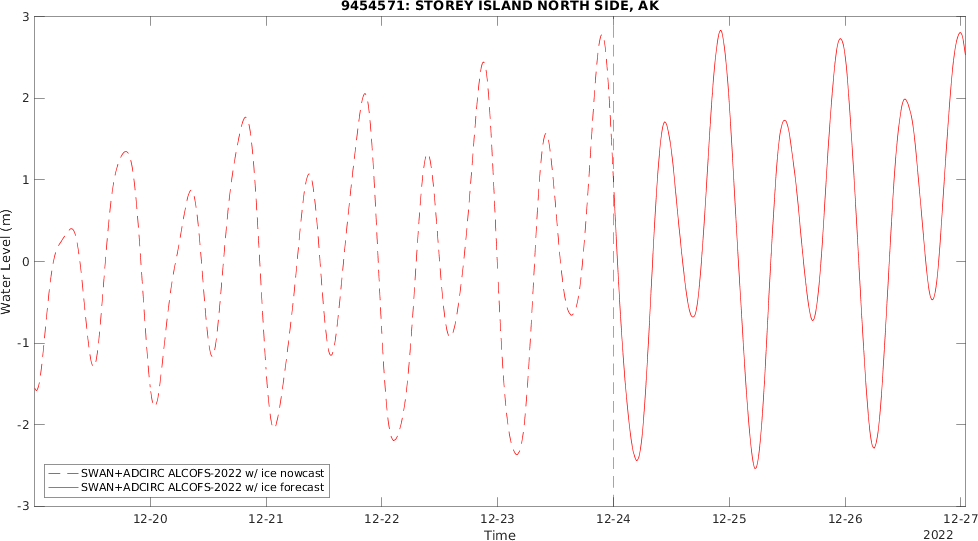 9454571: STOREY ISLAND NORTH SIDE, AK
Water Level (m)
3
2
1
0
-1
-2
-3
SWAN+ADCIRC ALCOFS-2022 w/ ice nowcast
SWAN+ADCIRC ALCOFS-2022 w/ ice forecast
12-20 12-21 12-22 12-23 12-24 12-25 12-26 12-27
Time
2022